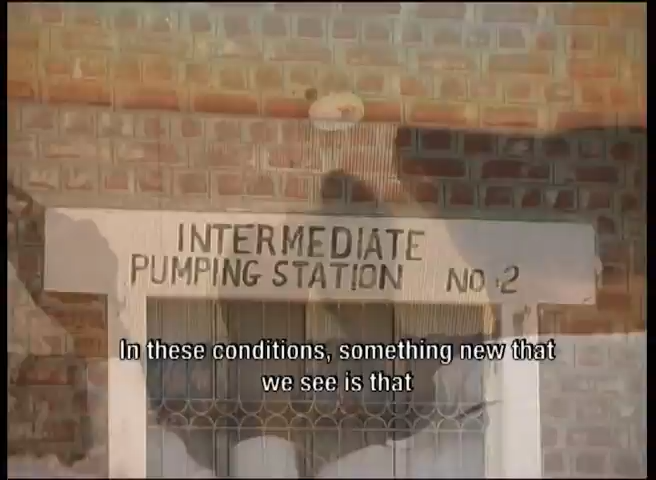 INTERMEDIATE
PUMPING STATION NO.2
In these conditions, something new that
we see is that